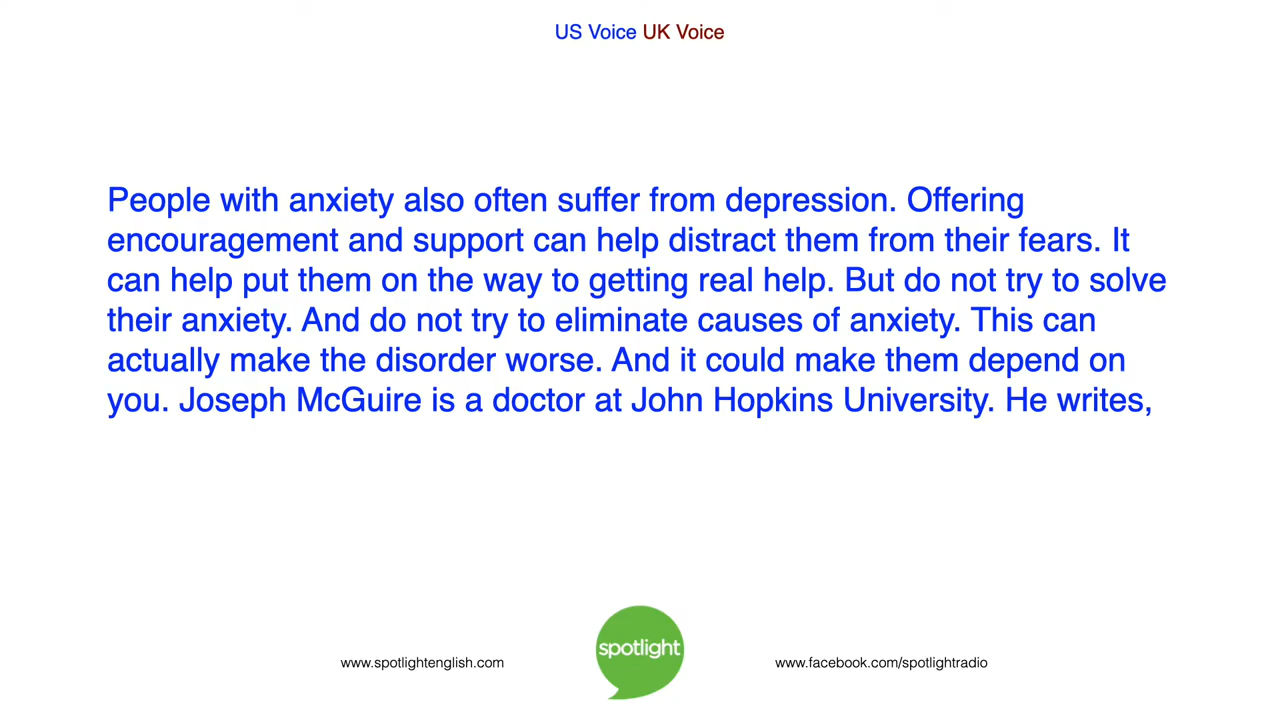 US Voice UK Voice
People with anxiety also often suffer from depression. Offering
encouragement and support can help distract them from their fears. It
can help put them on the way to getting real help. But do not try to solve
their anxiety. And do not try to eliminate causes of anxiety. This can
actually make the disorder worse. And it could make them depend on
you. Joseph McGuire is a doctor at John Hopkins University. He writes,
www.spotlightenglish.com
spotlight
www.facebook.com/spotlightradio